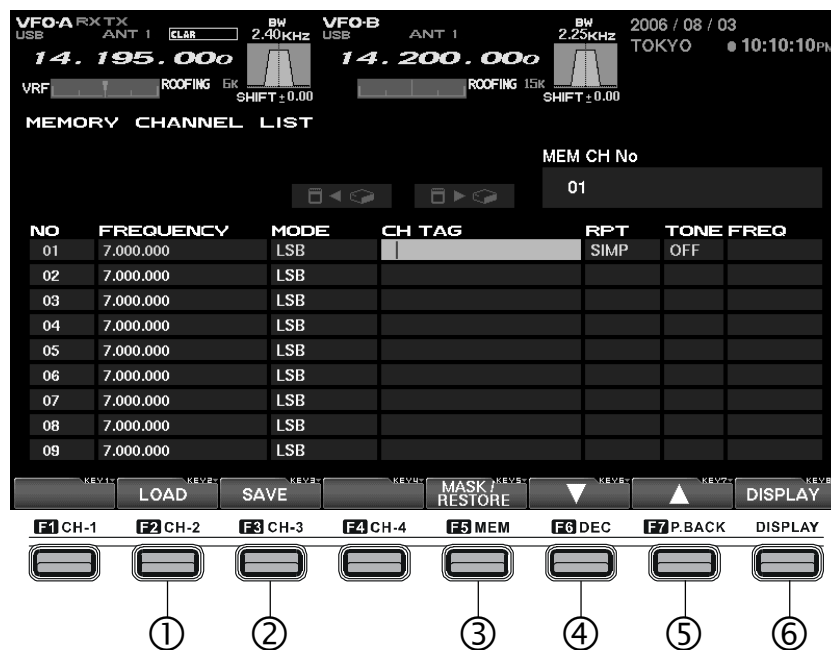 VFO-A RX TX
USB ANT 1 CLAR
BW
2.40KHz
14.195.000
VRF ROOFING 6K
SHIFT±0.00
VFO-B
USB ANT 1
BW
2.25KHz
14.200.000
ROOFING 15K
SHIFT±0.00
2006 / 08 / 03
TOKYO 10:10:10PM
MEMORY CHANNEL LIST
MEM CH No
01
NO FREQUENCY MODE CH TAG RPT TONE FREQ
01 7.000.000 LSB SIMP OFF
02 7.000.000 LSB
03 7.000.000 LSB
04 7.000.000 LSB
05 7.000.000 LSB
06 7.000.000 LSB
07 7.000.000 LSB
08 7.000.000 LSB
09 7.000.000 LSB
KEY1 KEY2 KEY3 KEY4 KEY5 KEY6 KEY7 KEY8
LOAD SAVE MASK / RESTORE ▼ ▲ DISPLAY
F1 CH-1 F2 CH-2 F3 CH-3 F4 CH-4 F5 MEM F6 DEC F7 P.BACK DISPLAY
① ② ③ ④ ⑤ ⑥